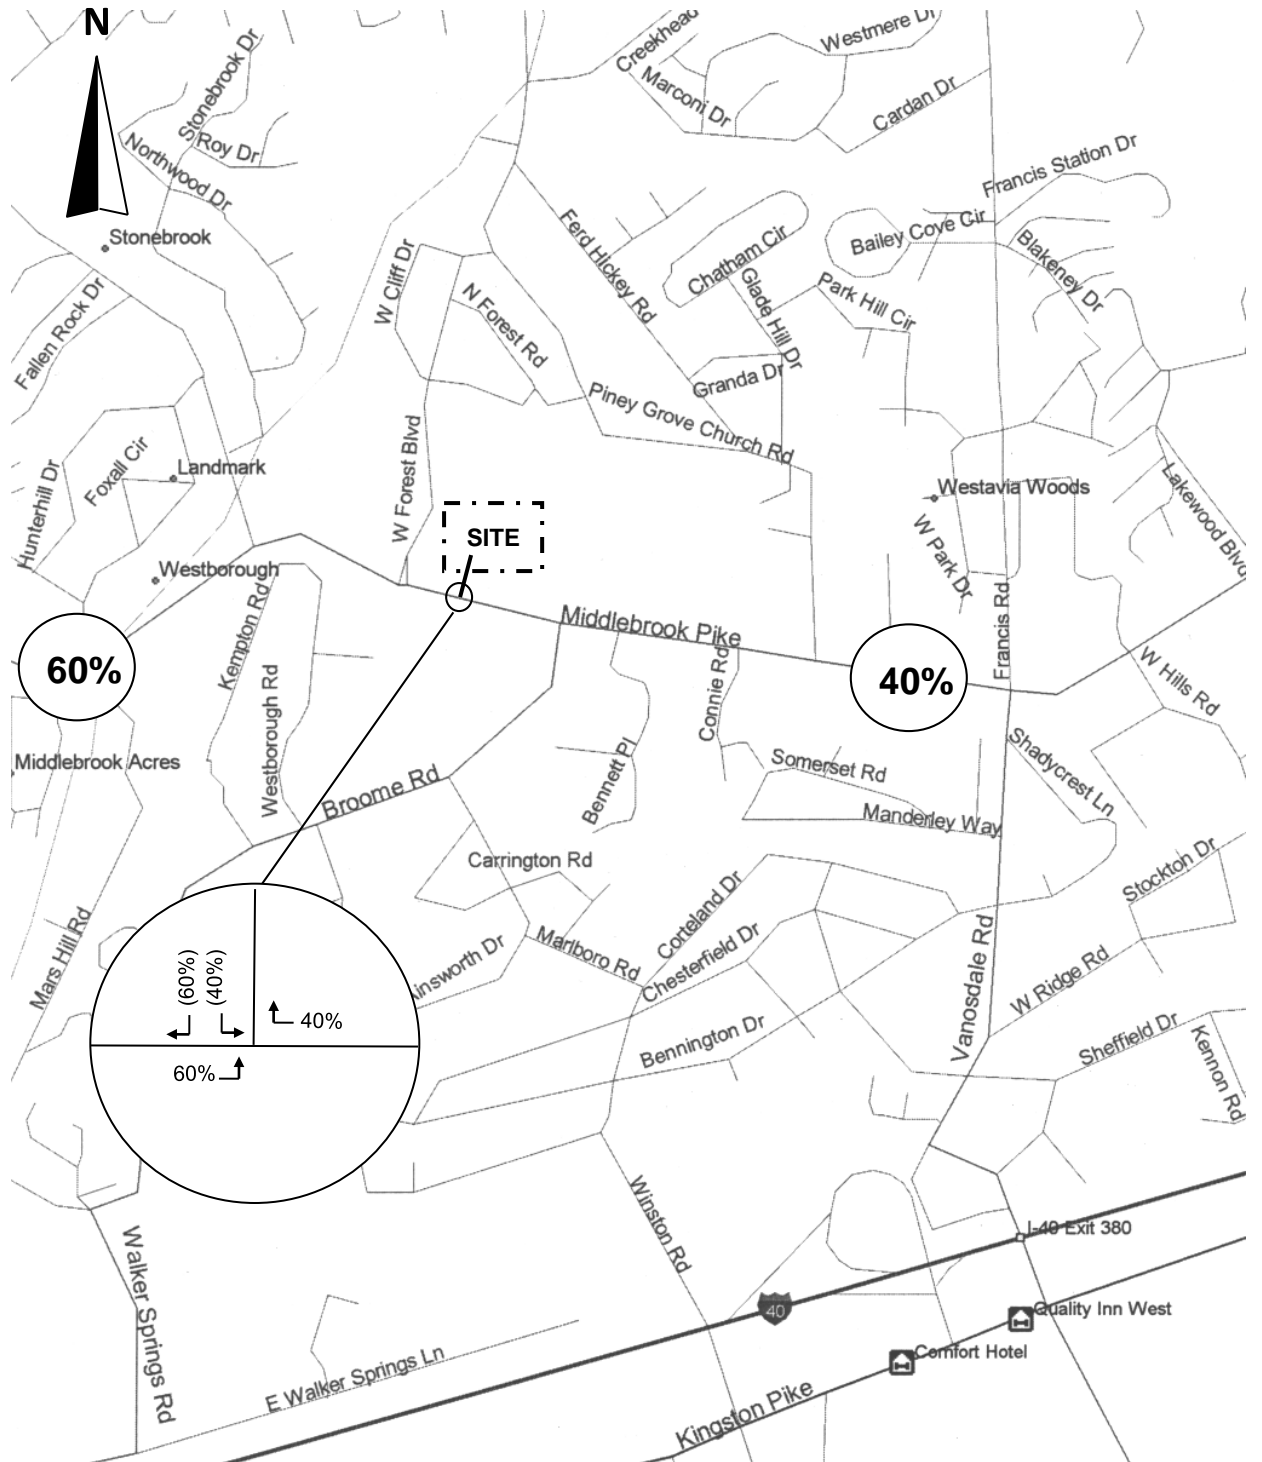 N
Creekhead
Westmere Dr
Stonebrook Dr
Marconi Dr
Cardan Dr
Roy Dr
Northwood Dr
Francis Station Dr
Stonebrook
Ferd Hickey Rd
Chatham Cir
Bailey Cove Cir
Blakeney Dr
W Cliff Dr
Fallen Rock Dr
N Forest Rd
Glade Hill Dr
Park Hill Cir
Granda Dr
Piney Grove Church Rd
W Forest Blvd
Foxall Cir
Landmark
Hunterhill Dr
Westavia Woods
Lakewood Blvd
W Park Dr
SITE
Westborough
Kempton Rd
Francis Rd
Middlebrook Pike
60%
40%
Westborough Rd
Connie Rd
W Hills Rd
Middlebrook Acres
Bennett Pl
Somerset Rd
Shadycrest Ln
Broome Rd
Manderley Way
Carrington Rd
Stockton Dr
Corteland Dr
Mars Hill Rd
Marlboro Rd
Chesterfield Dr
Vanosdale Rd
W Ridge Rd
Ainsworth Dr
(60%)
(40%)
40%
60%
Bennington Dr
Sheffield Dr
Kennon Rd
Winston Rd
Walker Springs Rd
I-40 Exit 380
40
Quality Inn West
Comfort Hotel
E Walker Springs Ln
Kingston Pike